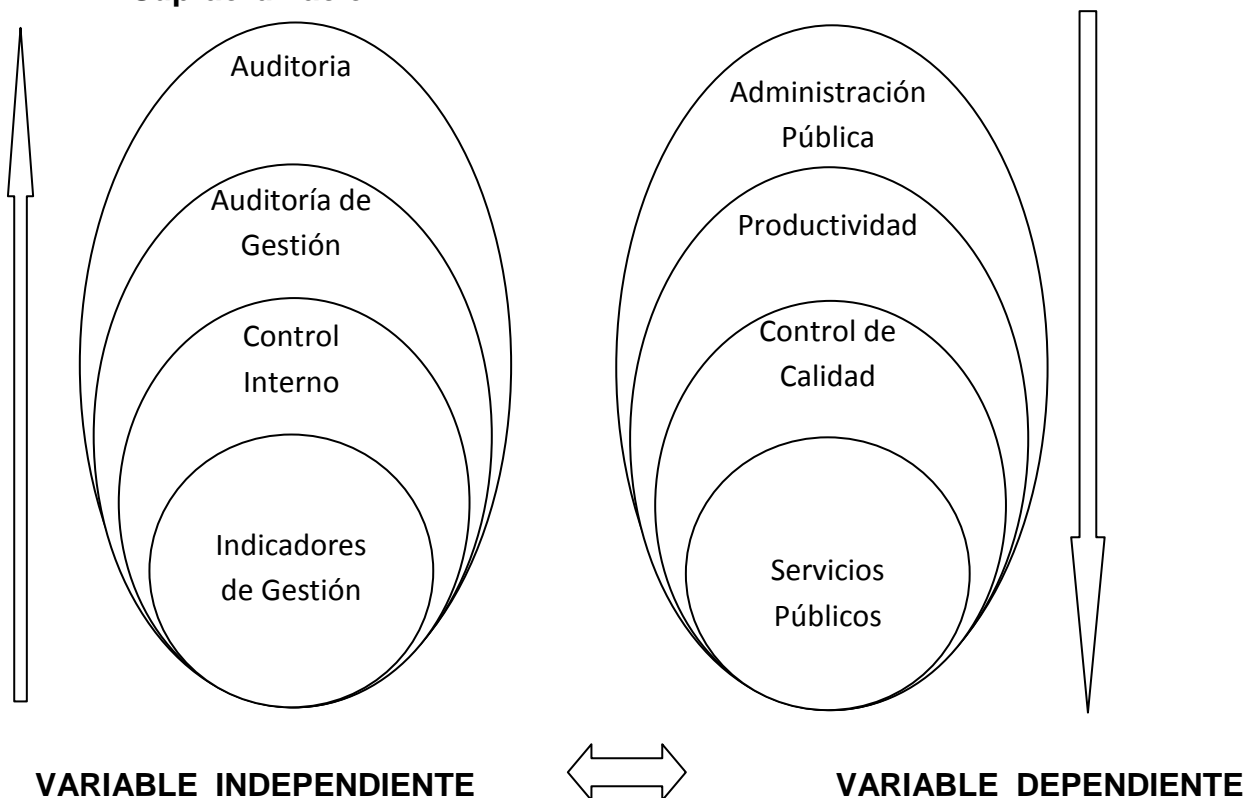 Auditoria
Auditoría de
Gestión
Control
Interno
Indicadores
de Gestión
Administración
Pública
Productividad
Control de
Calidad
Servicios
Públicos
VARIABLE INDEPENDIENTE
VARIABLE DEPENDIENTE